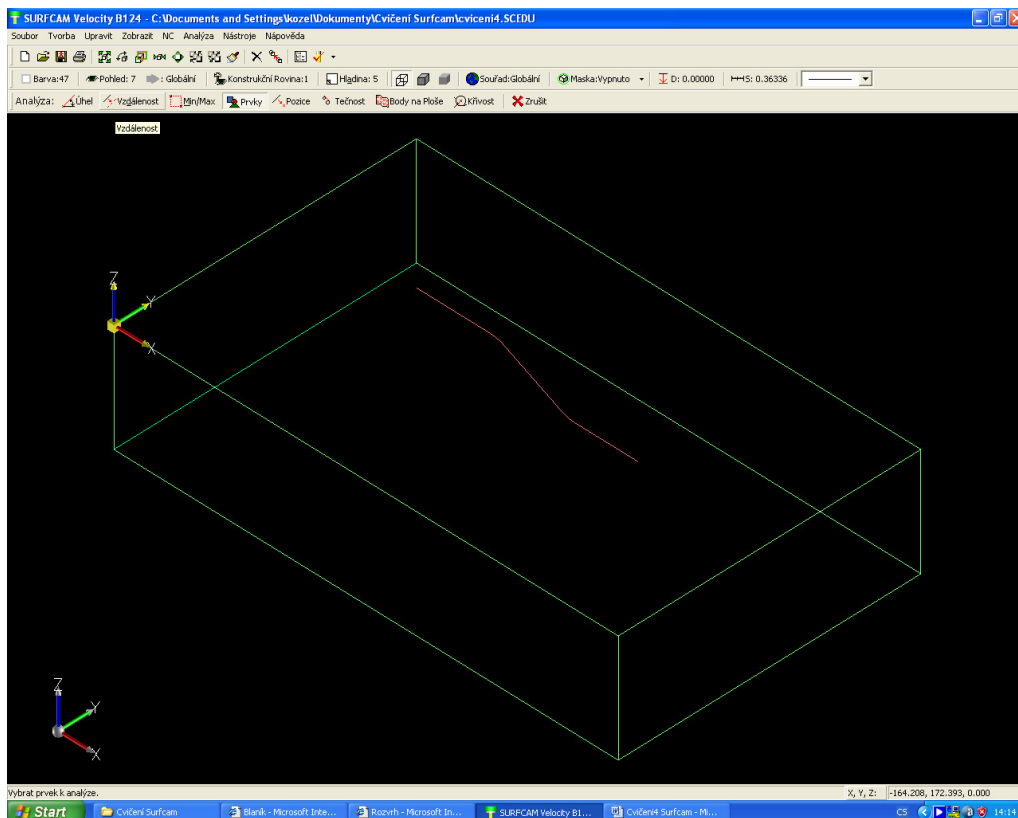 SURFCAM Velocity B124 - C:\Documents and Settings\kozel\Dokumenty\Cvičení Surfcam\cviceni4.SCEDU
Soubor Tvorba Upravit Zobrazit NC Analýza Nástroje Nápověda
Barva:47 Pohled: 7 : Globální Konstrukční Rovina:1 Hladina: 5 Souřad:Globální Maska:Vypnuto D: 0.00000 S: 0.36336
Analýza: Úhel Vzdálenost Min/Max Prvky Pozice Tečnost Body na Ploše Křivost Zrušit
Vzdálenost
Z
Y
X
Z
Y
X
Vybrat prvek k analýze. X, Y, Z: -164.208, 172.393, 0.000
Start Cvičení Surfcam Blaník - Microsoft Inte... Rozvrh - Microsoft In... SURFCAM Velocity B1... Cvičení4 Surfcam - Mi... CS 14:14